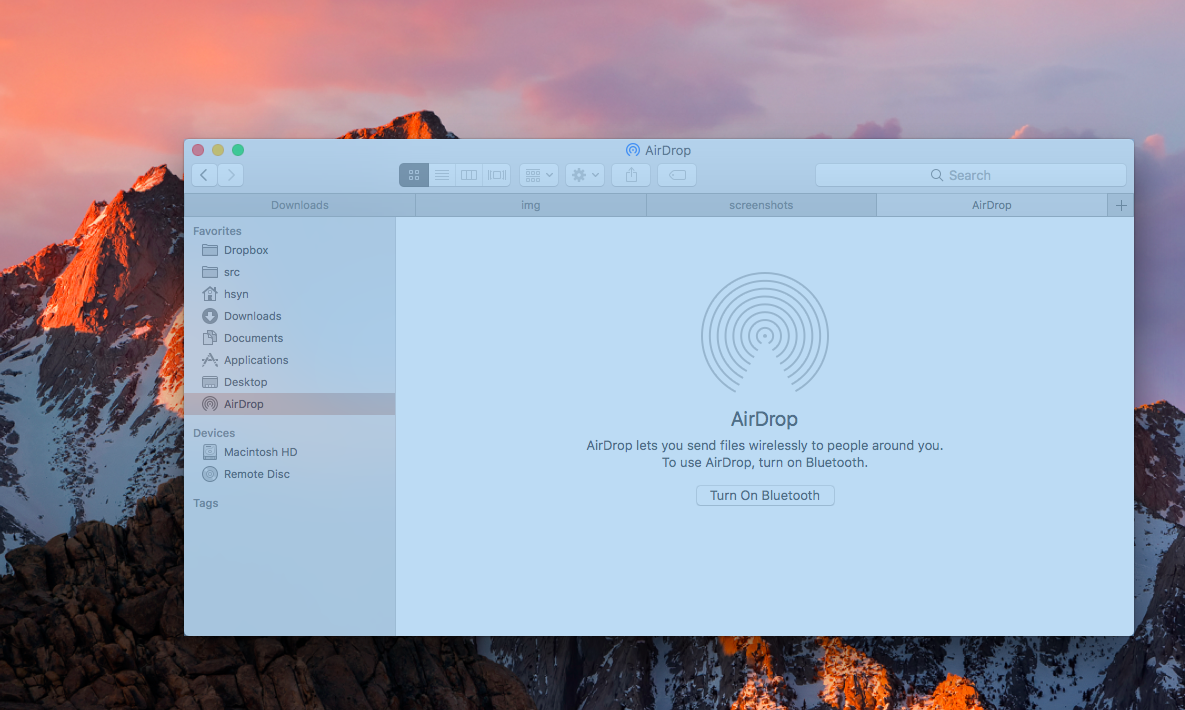 AirDrop
Search
Downloads
img
screenshots
AirDrop
Favorites
Dropbox
src
hsyn
Downloads
Documents
Applications
Desktop
AirDrop
Devices
Macintosh HD
Remote Disc
Tags
AirDrop
AirDrop lets you send files wirelessly to people around you.
To use AirDrop, turn on Bluetooth.
Turn On Bluetooth